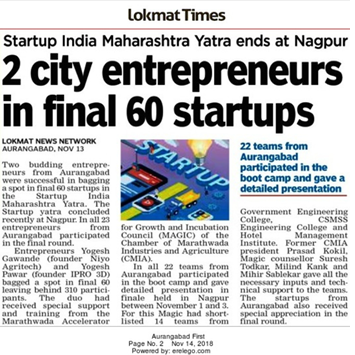 Lokmat Times
Startup India Maharashtra Yatra ends at Nagpur
2 city entrepreneurs
in final 60 startups
LOKMAT NEWS NETWORK
AURANGABAD, NOV 13
Two budding entrepre-
neurs from Aurangabad
were successful in bagging
a spot in final 60 startups in
the Startup India
Maharashtra Yatra. The
Startup yatra concluded
recently at Nagpur. In all 23
entrepreneurs from
Aurangabad participated
in the final round.
Entrepreneurs Yogesh
Gawande (founder Niyo
Agritech) and Yogesh
Pawar (founder IPRO 3D)
bagged a spot in final 60
leaving behind 310 partici-
pants. The duo had
received special support
and training from the
Marathwada Accelerator
STARTUP
for Growth and Incubation
Council (MAGIC) of the
Chamber of Marathwada
Industries and Agriculture
(CMIA).
In all 22 teams from
Aurangabad participated
in the boot camp and gave
detailed presentation in
finale held in Nagpur
between November 1 and 3.
For this Magic had short-
listed 14 teams from
22 teams from
Aurangabad
participated in the
boot camp and gave a
detailed presentation
Government Engineering
College, CSMSS
Engineering College and
Hotel Management
Institute. Former CMIA
president Prasad Kokil,
Magic counsellor Suresh
Todkar, Milind Kank and
Mihir Sablekar gave all the
necessary inputs and tech-
nical support to the teams.
The startups from
Aurangabad also received
special appreciation in the
final round.
Aurangabad First
Page No. 2 Nov 14, 2018
Powered by: erelego.com